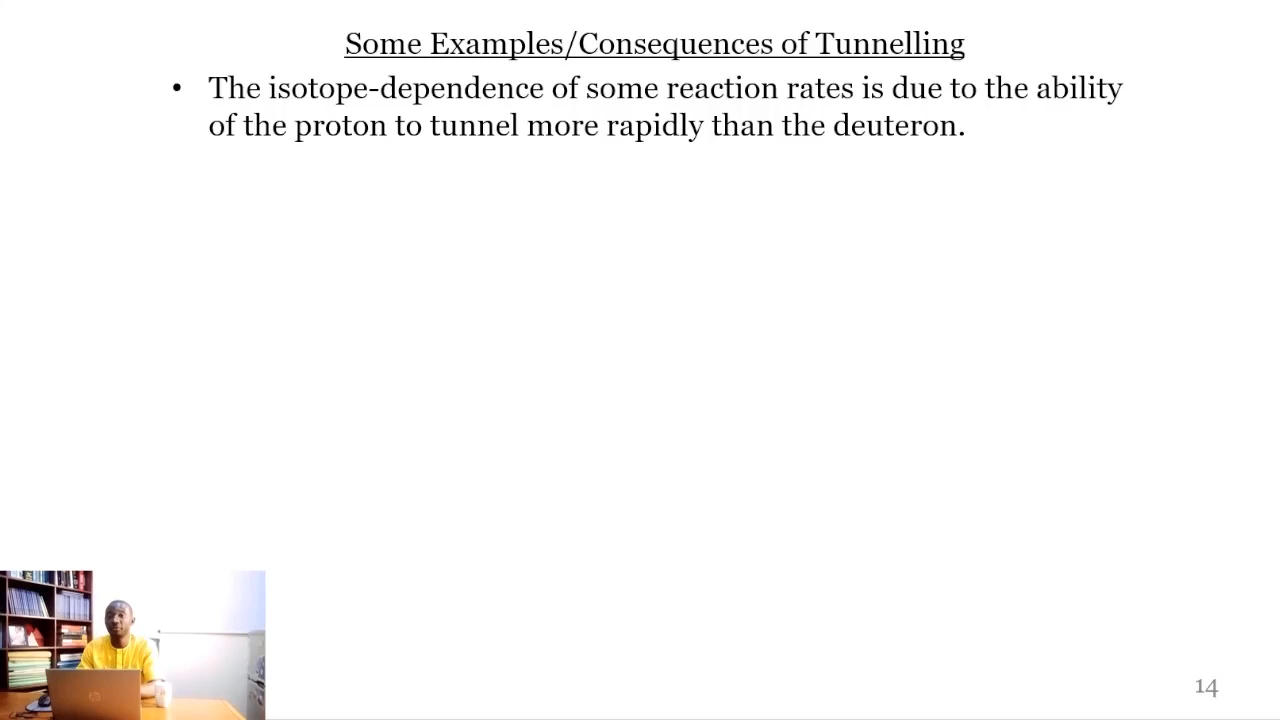 Some Examples/Consequences of Tunnelling
• The isotope-dependence of some reaction rates is due to the ability
of the proton to tunnel more rapidly than the deuteron.
14